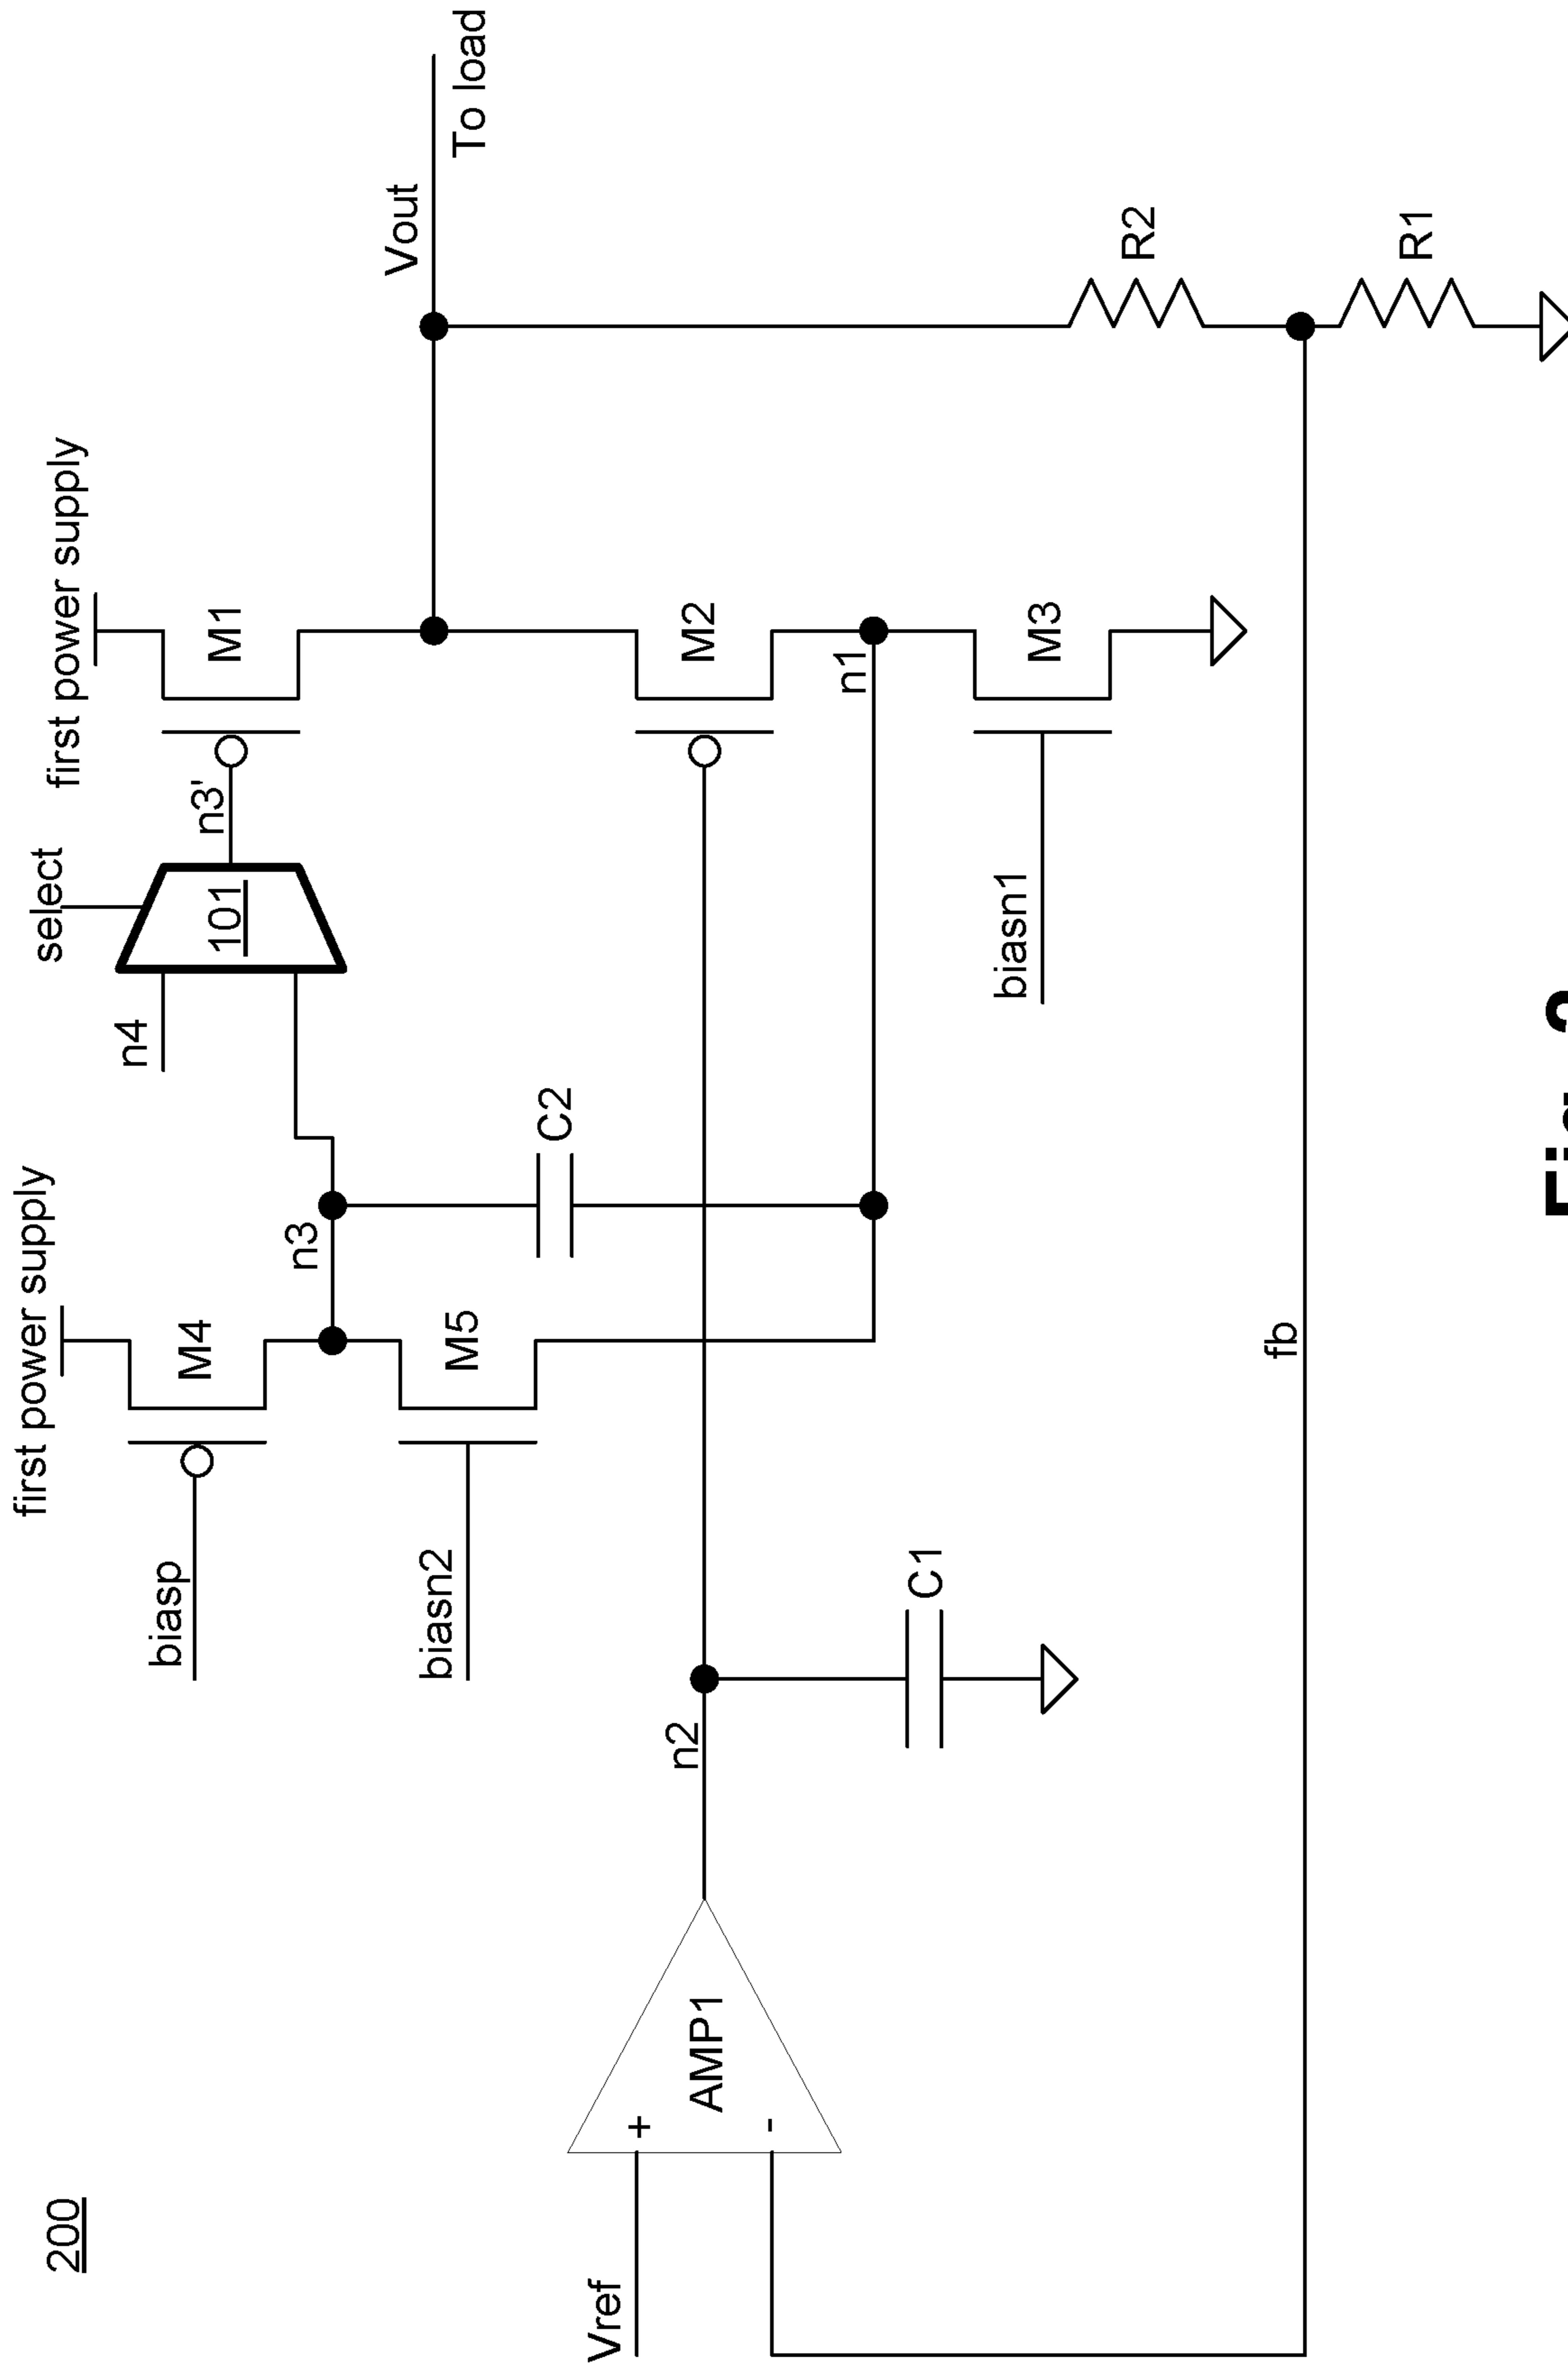 200
first power supply
first power supply
select
biasp
M4
n4
101
n3'
M1
n3
Vout
To load
biasn2
M5
C2
Vref
+
-
AMP1
n2
M2
n1
C1
biasn1
M3
R2
fb
R1